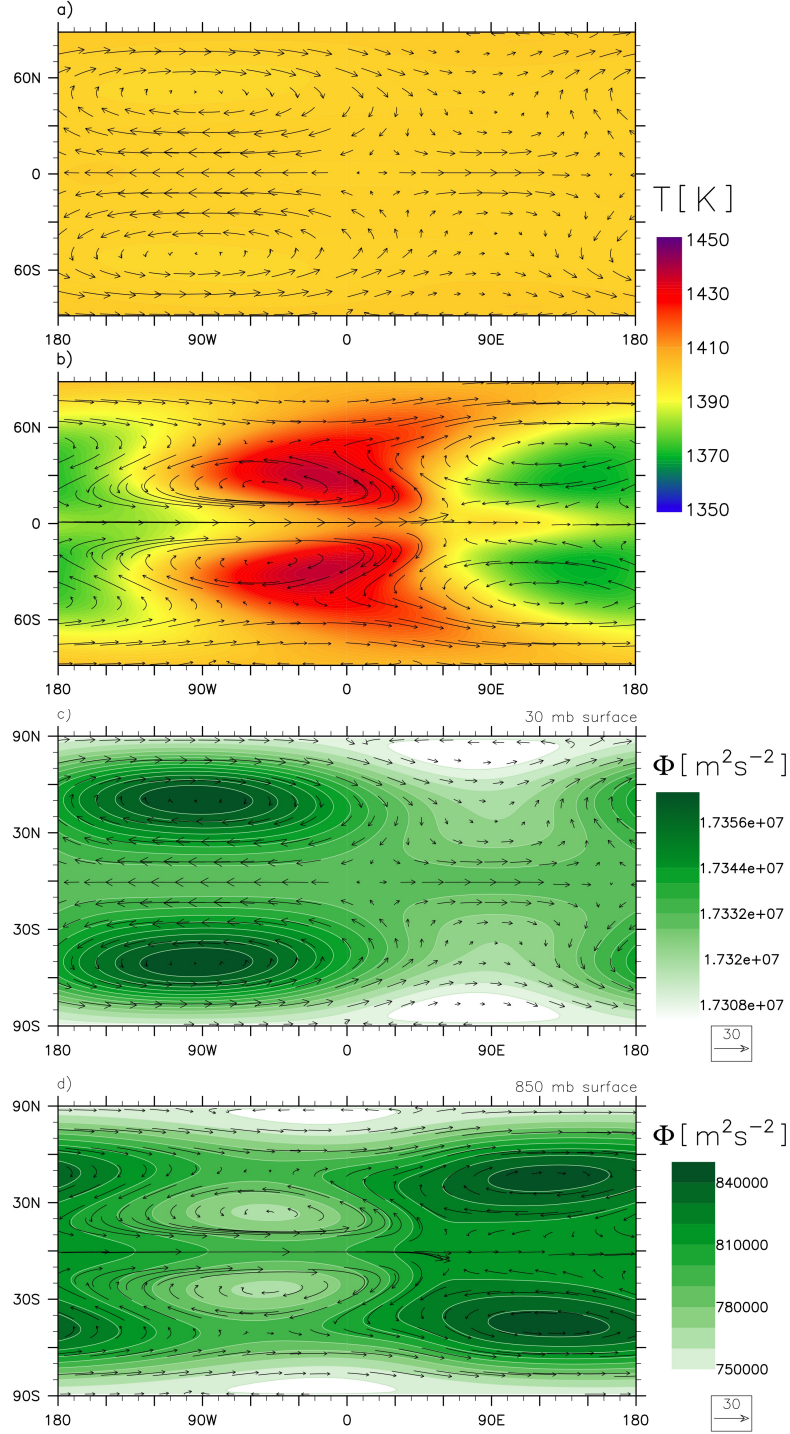 a)
60N
0
60S
180 90W 0 90E 180
T[K]
1450
1430
1410
1390
1370
1350
b)
60N
0
60S
180 90W 0 90E 180
c) 30 mb surface
90N
30N
30S
90S
180 90W 0 90E 180
Φ[m²s⁻²]
1.7356e+07
1.7344e+07
1.7332e+07
1.732e+07
1.7308e+07
30
d) 850 mb surface
90N
30N
30S
90S
180 90W 0 90E 180
Φ[m²s⁻²]
840000
810000
780000
750000
30